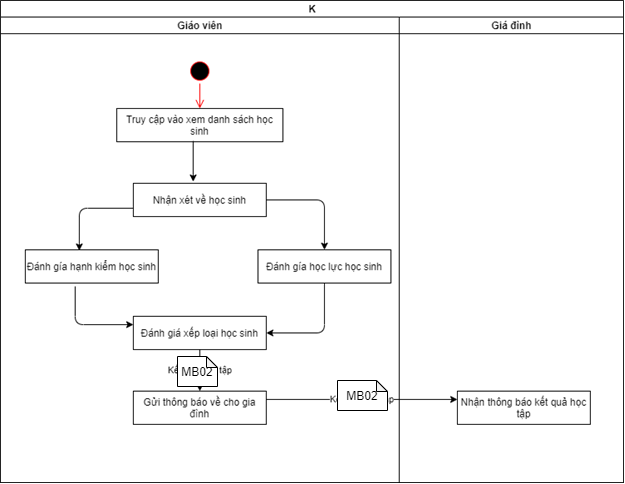 K
Giáo viên
Giá đình
Truy cập vào xem danh sách học
sinh
Nhận xét về học sinh
Đánh gía hạnh kiểm học sinh
Đánh gía học lực học sinh
Đánh giá xếp loại học sinh
MB02 tập
Gửi thông báo về cho gia
đình
MB02
Nhận thông báo kết quả học
tập